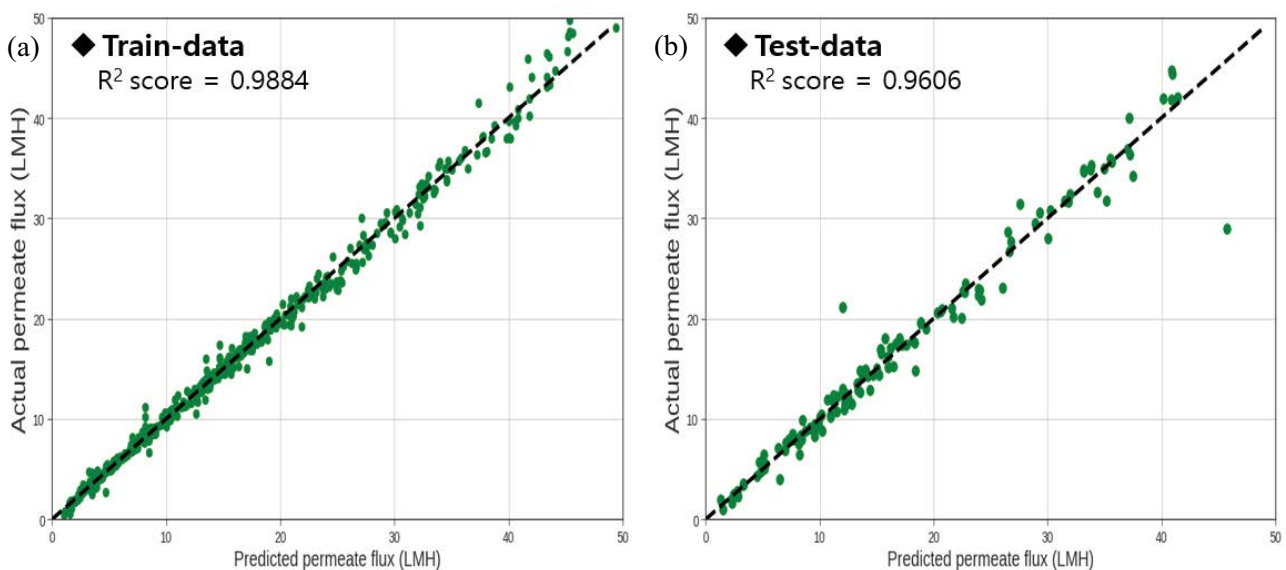 (a)
◆ Train-data
R² score = 0.9884
Actual permeate flux (LMH)
50
40
30
20
10
0
0 10 20 30 40 50
Predicted permeate flux (LMH)
(b)
◆ Test-data
R² score = 0.9606
Actual permeate flux (LMH)
50
40
30
20
10
0
0 10 20 30 40 50
Predicted permeate flux (LMH)